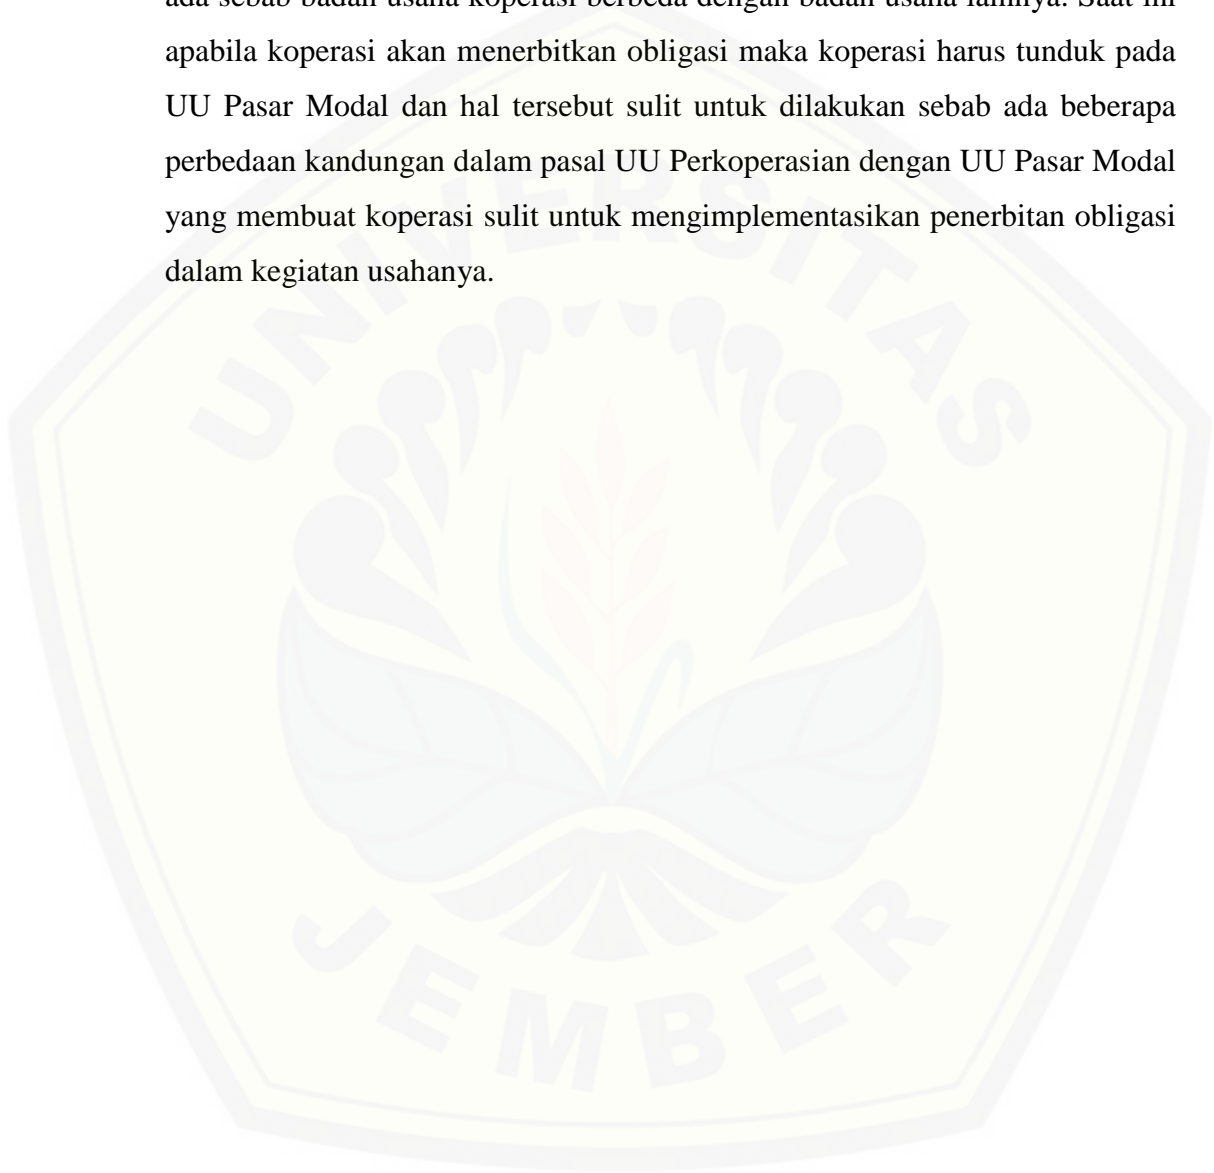 ada sebab badan usaha koperasi berbeda dengan badan usaha lainnya. Saat ini
apabila koperasi akan menerbitkan obligasi maka koperasi harus tunduk pada
UU Pasar Modal dan hal tersebut sulit untuk dilakukan sebab ada beberapa
perbedaan kandungan dalam pasal UU Perkoperasian dengan UU Pasar Modal
yang membuat koperasi sulit untuk mengimplementasikan penerbitan obligasi
dalam kegiatan usahanya.
UNIVERSITAS
JEMBER